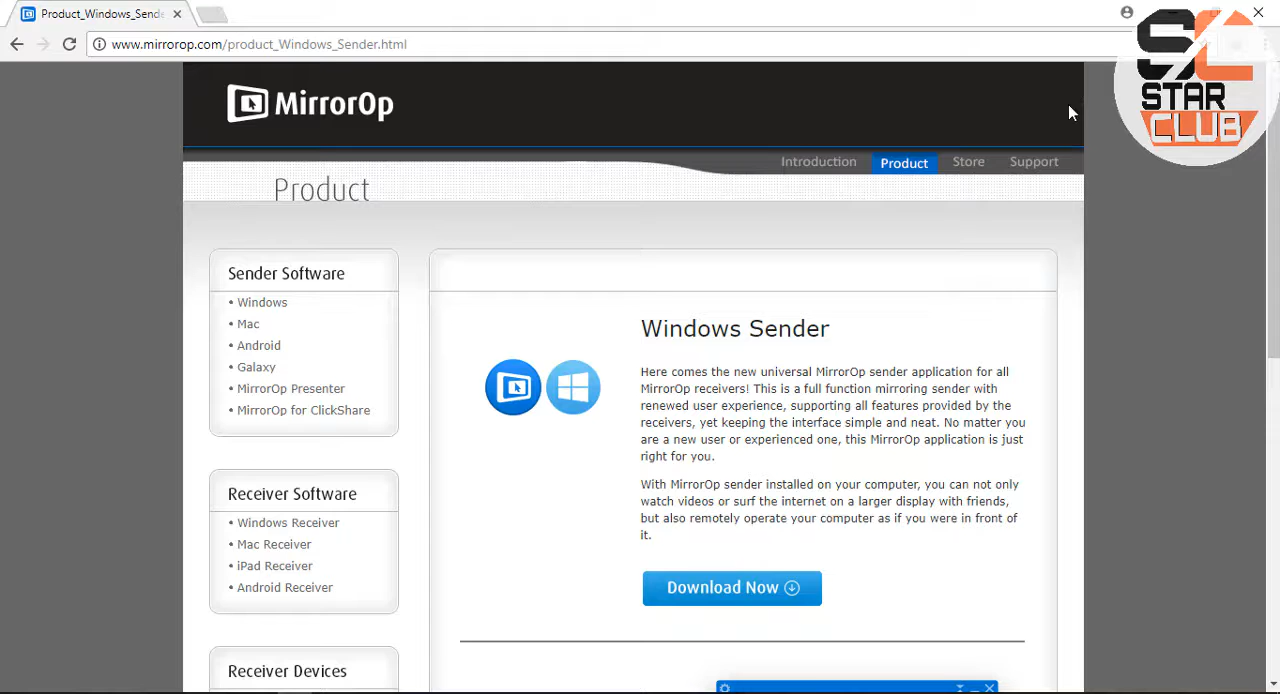 Product_Windows_Send
www.mirrorop.com/product_Windows_Sender.html
SC
STAR
CLUB
MirrorOp
Introduction
Product
Store
Support
Product
Sender Software
• Windows
• Mac
• Android
• Galaxy
• MirrorOp Presenter
• MirrorOp for ClickShare
Receiver Software
• Windows Receiver
• Mac Receiver
• iPad Receiver
• Android Receiver
Receiver Devices
Windows Sender
Here comes the new universal MirrorOp sender application for all
MirrorOp receivers! This is a full function mirroring sender with
renewed user experience, supporting all features provided by the
receivers, yet keeping the interface simple and neat. No matter you
are a new user or experienced one, this MirrorOp application is just
right for you.
With MirrorOp sender installed on your computer, you can not only
watch videos or surf the internet on a larger display with friends,
but also remotely operate your computer as if you were in front of
it.
Download Now